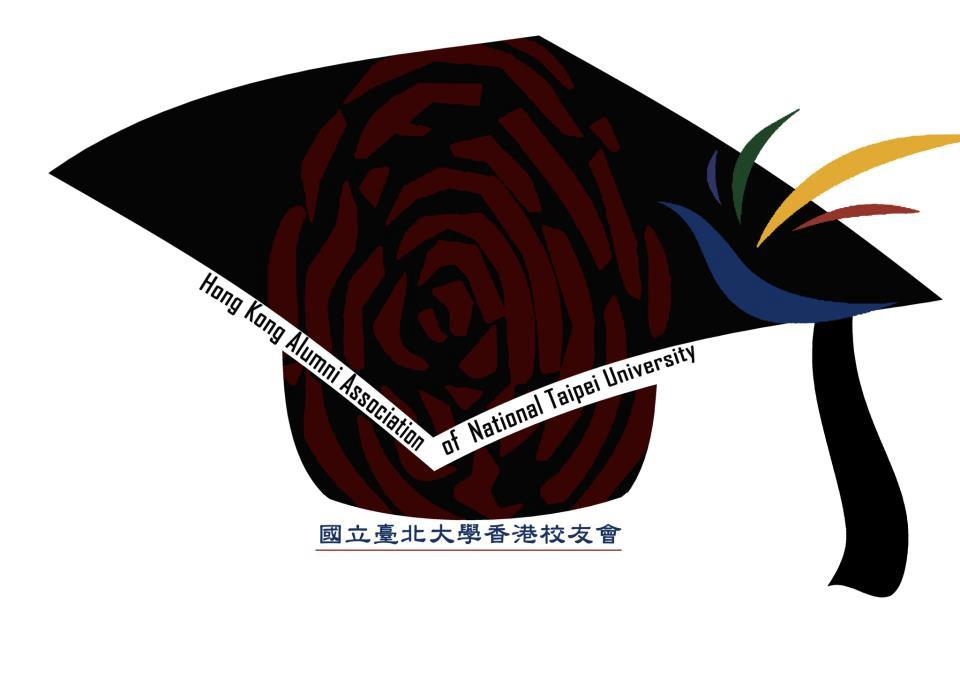 Hong Kong Alumni Association of National Taipei University
國立臺北大學香港校友會